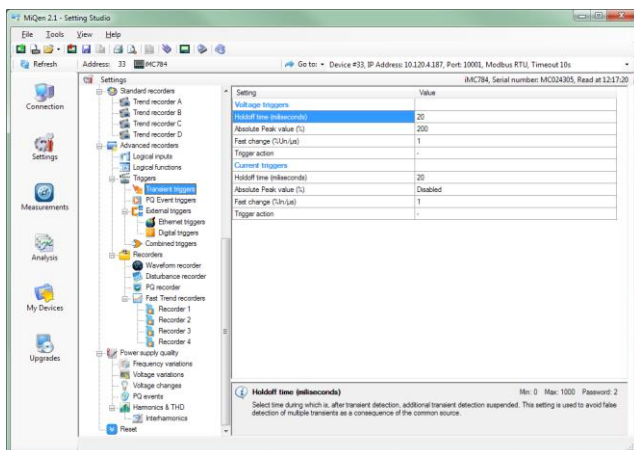 MiQen 2.1 - Setting Studio
File Tools View Help
Refresh Address: 33 iMC784 Go to: Device #33, IP Address: 10.120.4.187, Port: 10001, Modbus RTU, Timeout 10s
Settings iMC784, Serial number: MC024305, Read at 12:17:20
Connection
Settings
Measurements
Analysis
My Devices
Upgrades
Standard recorders
Trend recorder A
Trend recorder B
Trend recorder C
Trend recorder D
Advanced recorders
Logical inputs
Logical functions
Triggers
Transient triggers
PQ Event triggers
External triggers
Ethernet triggers
Digital triggers
Combined triggers
Recorders
Waveform recorder
Disturbance recorder
PQ recorder
Fast Trend recorders
Recorder 1
Recorder 2
Recorder 3
Recorder 4
Power supply quality
Frequency variations
Voltage variations
Voltage changes
PQ events
Harmonics & THD
Interharmonics
Reset
Setting Value
Voltage triggers
Holdoff time (miliseconds) 20
Absolute Peak value (%) 200
Fast change (%Un/µs) 1
Trigger action -
Current triggers
Holdoff time (miliseconds) 20
Absolute Peak value (%) Disabled
Fast change (%In/µs) 1
Trigger action -
Holdoff time (miliseconds) Min: 0 Max: 1000 Password: 2
Select time during which is, after transient detection, additional transient detection suspended. This setting is used to avoid false
detection of multiple transients as a consequence of the common source.